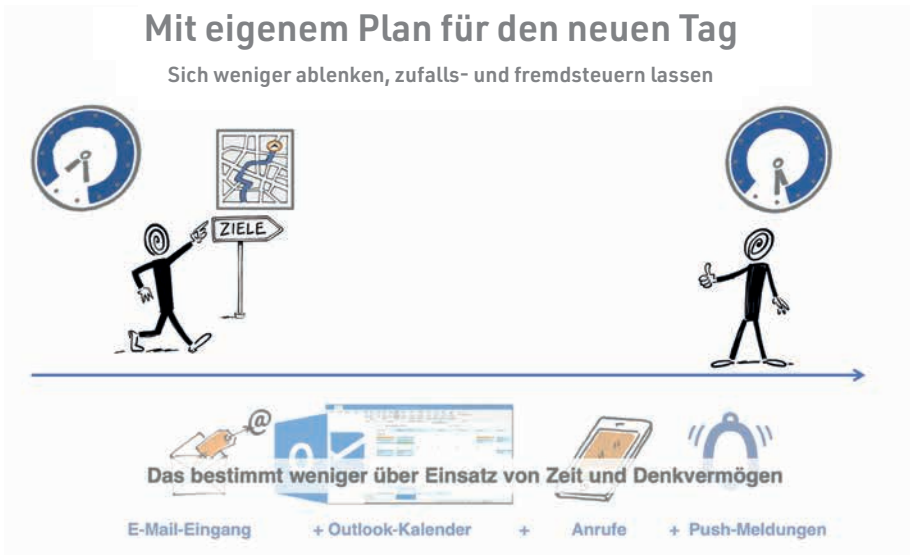 Mit eigenem Plan für den neuen Tag
Sich weniger ablenken, zufalls- und fremdsteuern lassen
ZIELE
@
Das bestimmt weniger über Einsatz von Zeit und Denkvermögen
E-Mail-Eingang + Outlook-Kalender + Anrufe + Push-Meldungen